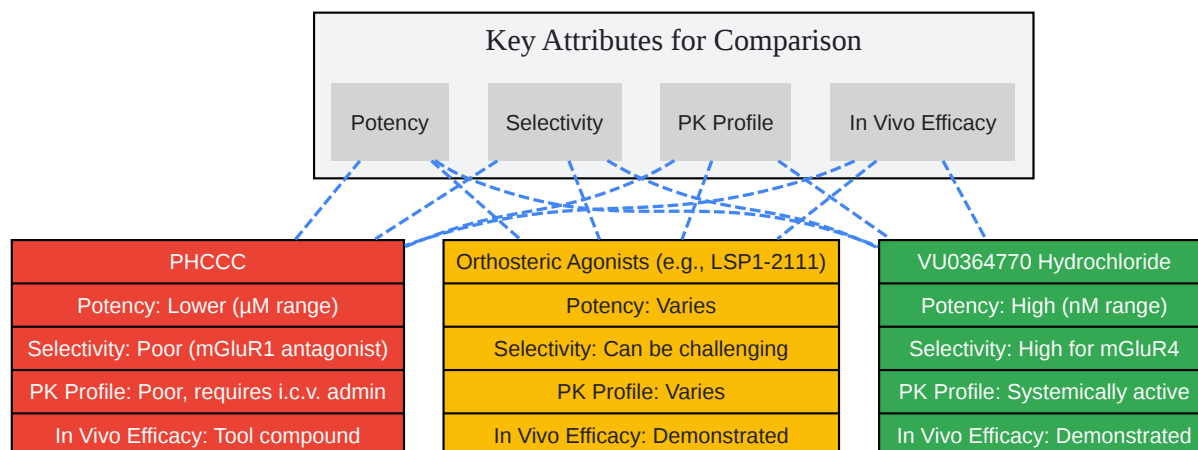 Key Attributes for Comparison
Potency
Selectivity
PK Profile
In Vivo Efficacy
PHCCC
Potency: Lower (µM range)
Selectivity: Poor (mGluR1 antagonist)
PK Profile: Poor, requires i.c.v. admin
In Vivo Efficacy: Tool compound
Orthosteric Agonists (e.g., LSP1-2111)
Potency: Varies
Selectivity: Can be challenging
PK Profile: Varies
In Vivo Efficacy: Demonstrated
VU0364770 Hydrochloride
Potency: High (nM range)
Selectivity: High for mGluR4
PK Profile: Systemically active
In Vivo Efficacy: Demonstrated